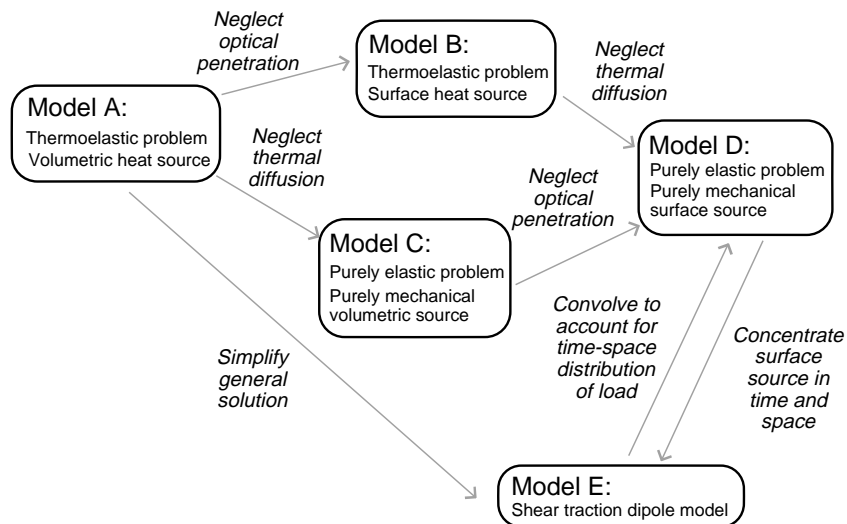 Neglect
optical
penetration
Model B:
Thermoelastic problem
Surface heat source
Neglect
thermal
diffusion
Model A:
Thermoelastic problem
Volumetric heat source
Neglect
thermal
diffusion
Model D:
Purely elastic problem
Purely mechanical
surface source
Neglect
optical
penetration
Model C:
Purely elastic problem
Purely mechanical
volumetric source
Convolve to
account for
time-space
distribution
of load
Concentrate
surface
source in
time and
space
Simplify
general
solution
Model E:
Shear traction dipole model